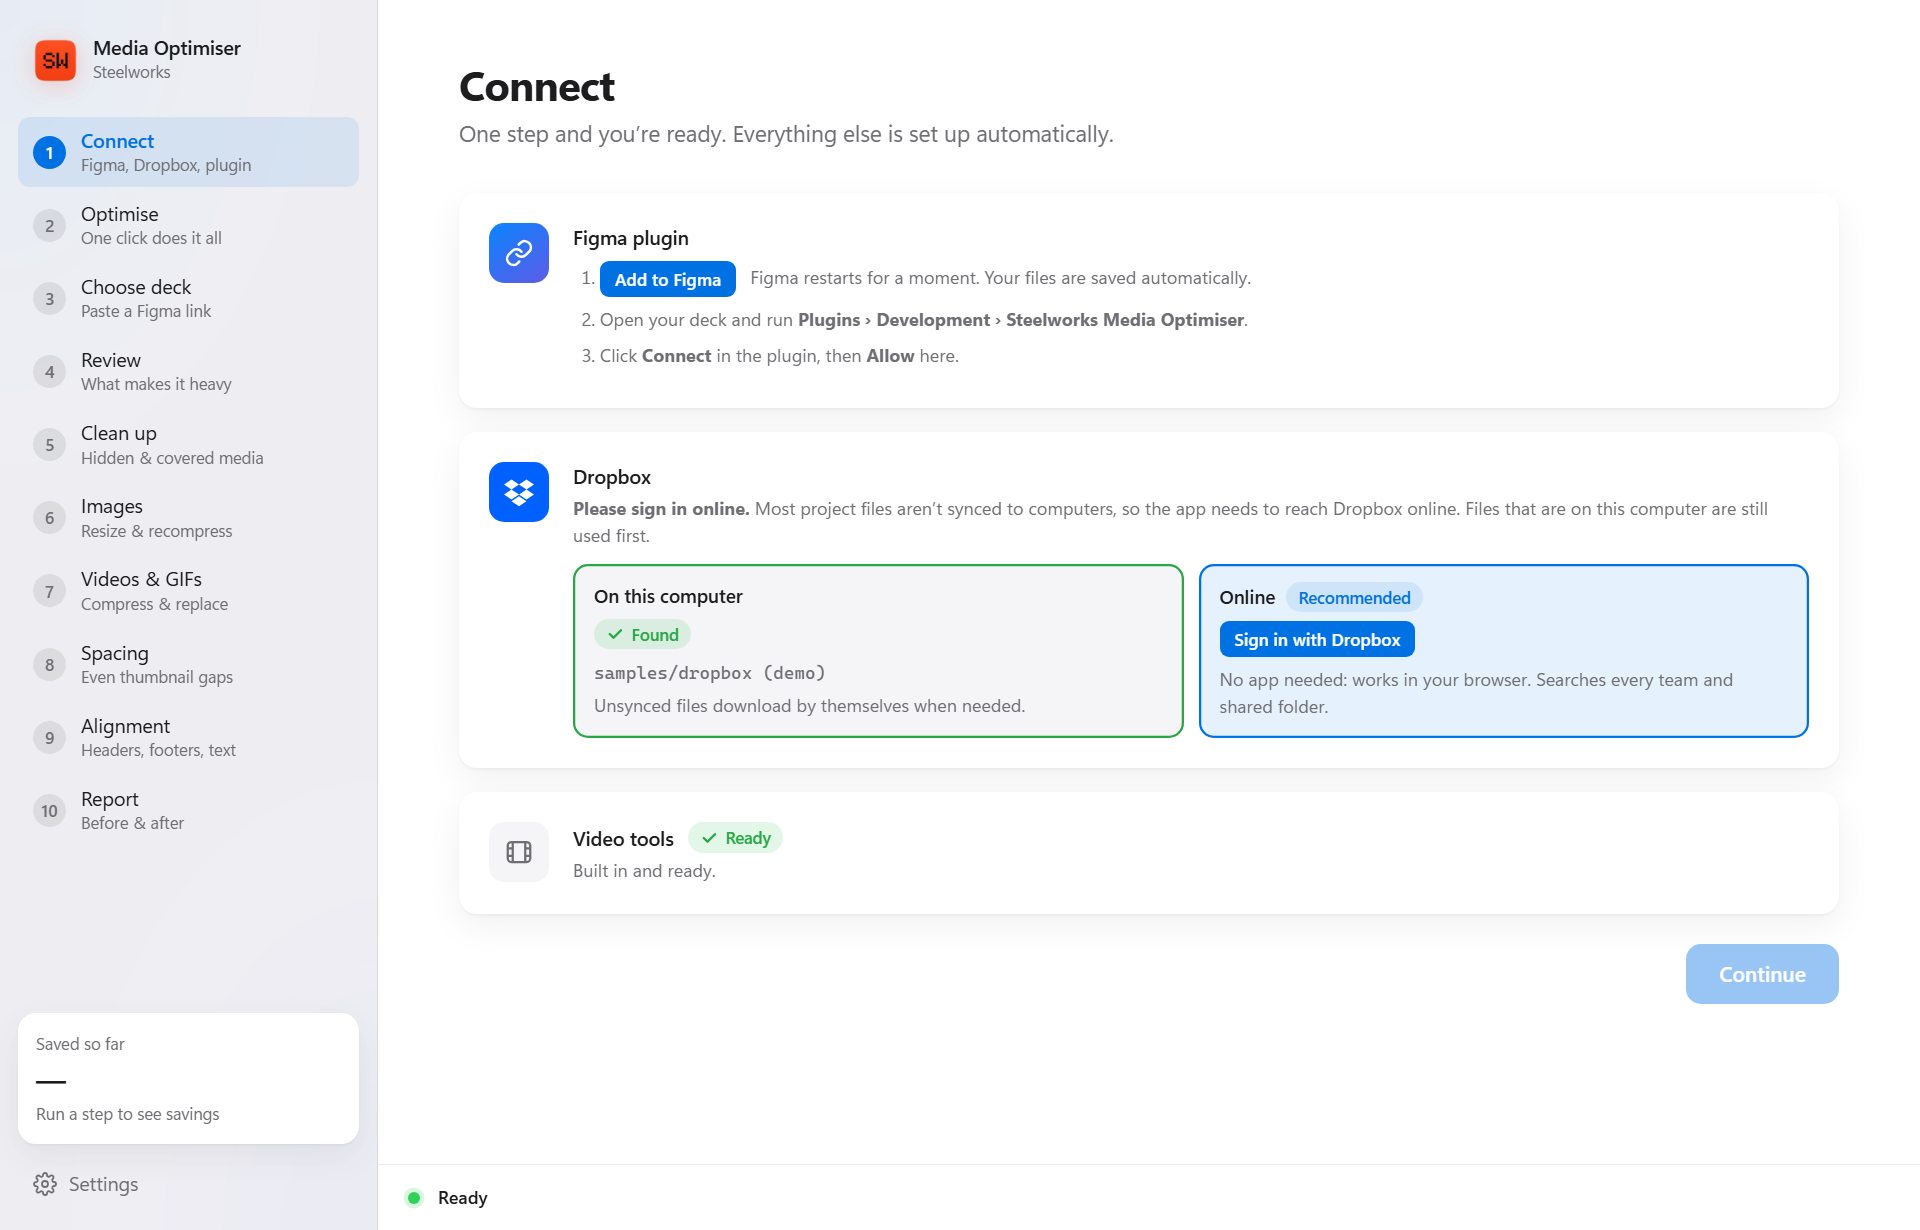 SW
Media Optimiser
Steelworks
1
Connect
Figma, Dropbox, plugin
2
Optimise
One click does it all
3
Choose deck
Paste a Figma link
4
Review
What makes it heavy
5
Clean up
Hidden & covered media
6
Images
Resize & recompress
7
Videos & GIFs
Compress & replace
8
Spacing
Even thumbnail gaps
9
Alignment
Headers, footers, text
10
Report
Before & after
Saved so far
—
Run a step to see savings
Settings
Connect
One step and you’re ready. Everything else is set up automatically.
Figma plugin
1. Add to Figma Figma restarts for a moment. Your files are saved automatically.
2. Open your deck and run Plugins › Development › Steelworks Media Optimiser.
3. Click Connect in the plugin, then Allow here.
Dropbox
Please sign in online. Most project files aren’t synced to computers, so the app needs to reach Dropbox online. Files that are on this computer are still
used first.
On this computer
Found
samples/dropbox (demo)
Unsynced files download by themselves when needed.
Online Recommended
Sign in with Dropbox
No app needed: works in your browser. Searches every team and
shared folder.
Video tools Ready
Built in and ready.
Continue
Ready